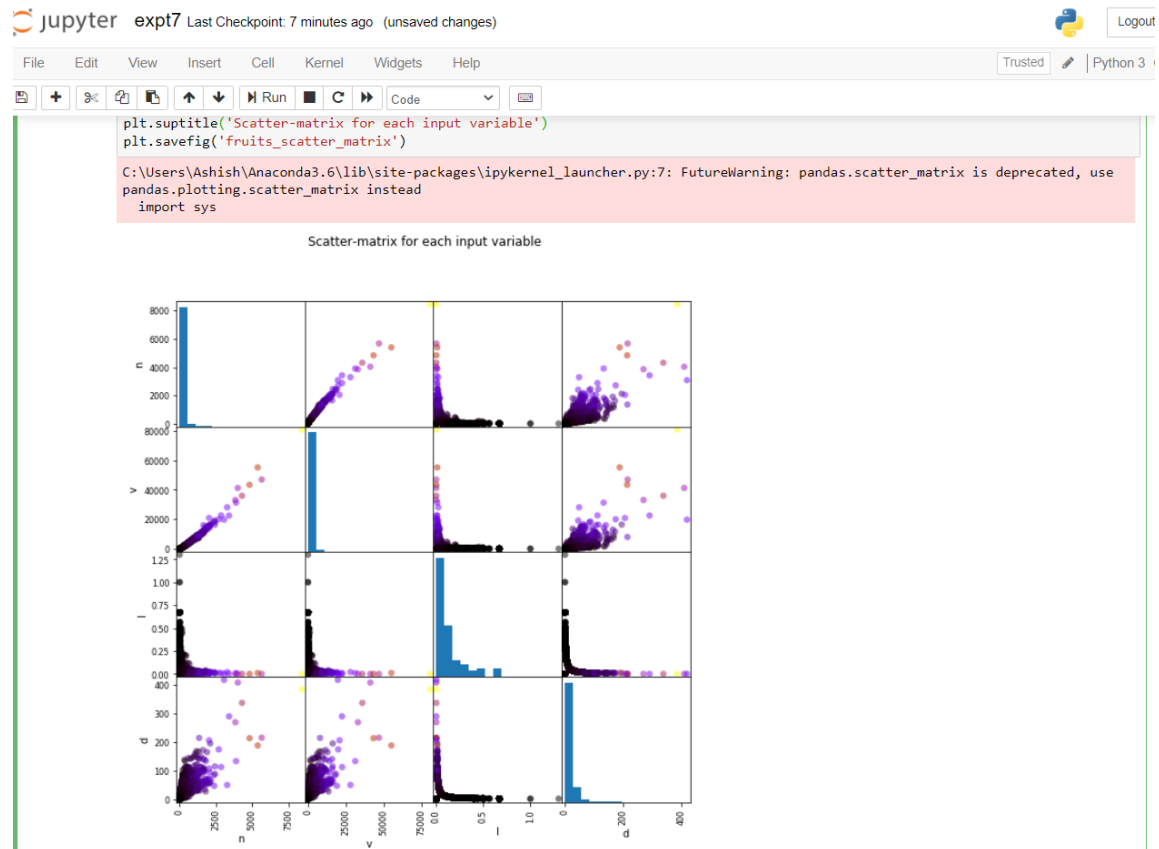 jupyter expt7 Last Checkpoint: 7 minutes ago (unsaved changes)
Logout
File Edit View Insert Cell Kernel Widgets Help
Trusted Python 3
Run Code
plt.suptitle('Scatter-matrix for each input variable')
plt.savefig('fruits_scatter_matrix')
C:\Users\Ashish\Anaconda3.6\lib\site-packages\ipykernel_launcher.py:7: FutureWarning: pandas.scatter_matrix is deprecated, use
pandas.plotting.scatter_matrix instead
import sys
Scatter-matrix for each input variable
8000
6000
n
4000
2000
0
80000
60000
v
40000
20000
0
1.25
1.00
0.75
l
0.50
0.25
0.00
400
300
d
200
100
0
0 2500 5000 7500 0 25000 50000 75000 0.0 0.5 1.0 0 200 400
n v l d